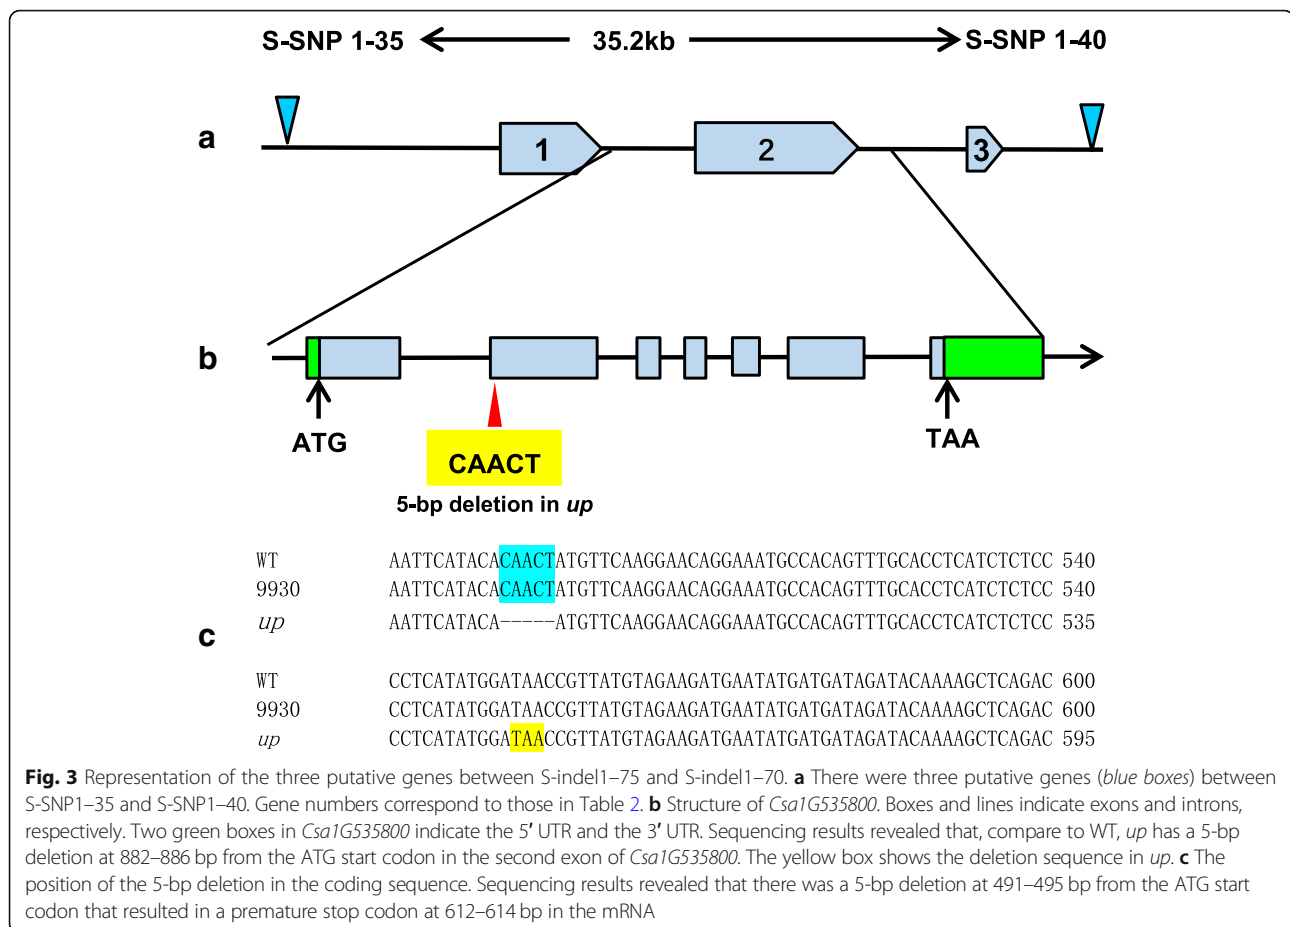 S-SNP 1-35 35.2kb S-SNP 1-40
a
1 2 3
b
ATG TAA
CAACT
5-bp deletion in up
c
WT AATTCATACACAACTATGTTCAAGGAACAGGAAATGCCACAGTTTGCACCTCATCTCTCC 540
9930 AATTCATACACAACTATGTTCAAGGAACAGGAAATGCCACAGTTTGCACCTCATCTCTCC 540
up AATTCATACA-----ATGTTCAAGGAACAGGAAATGCCACAGTTTGCACCTCATCTCTCC 535
WT CCTCATATGGATAACCGTTATGTAGAAGATGAATATGATGATAGATACAAAAGCTCAGAC 600
9930 CCTCATATGGATAACCGTTATGTAGAAGATGAATATGATGATAGATACAAAAGCTCAGAC 600
up CCTCATATGGATAACCGTTATGTAGAAGATGAATATGATGATAGATACAAAAGCTCAGAC 595
Fig. 3 Representation of the three putative genes between S-indel1–75 and S-indel1–70. a There were three putative genes (blue boxes) between
S-SNP1–35 and S-SNP1–40. Gene numbers correspond to those in Table 2. b Structure of Csa1G535800. Boxes and lines indicate exons and introns,
respectively. Two green boxes in Csa1G535800 indicate the 5′ UTR and the 3′ UTR. Sequencing results revealed that, compare to WT, up has a 5-bp
deletion at 882–886 bp from the ATG start codon in the second exon of Csa1G535800. The yellow box shows the deletion sequence in up. c The
position of the 5-bp deletion in the coding sequence. Sequencing results revealed that there was a 5-bp deletion at 491–495 bp from the ATG start
codon that resulted in a premature stop codon at 612–614 bp in the mRNA